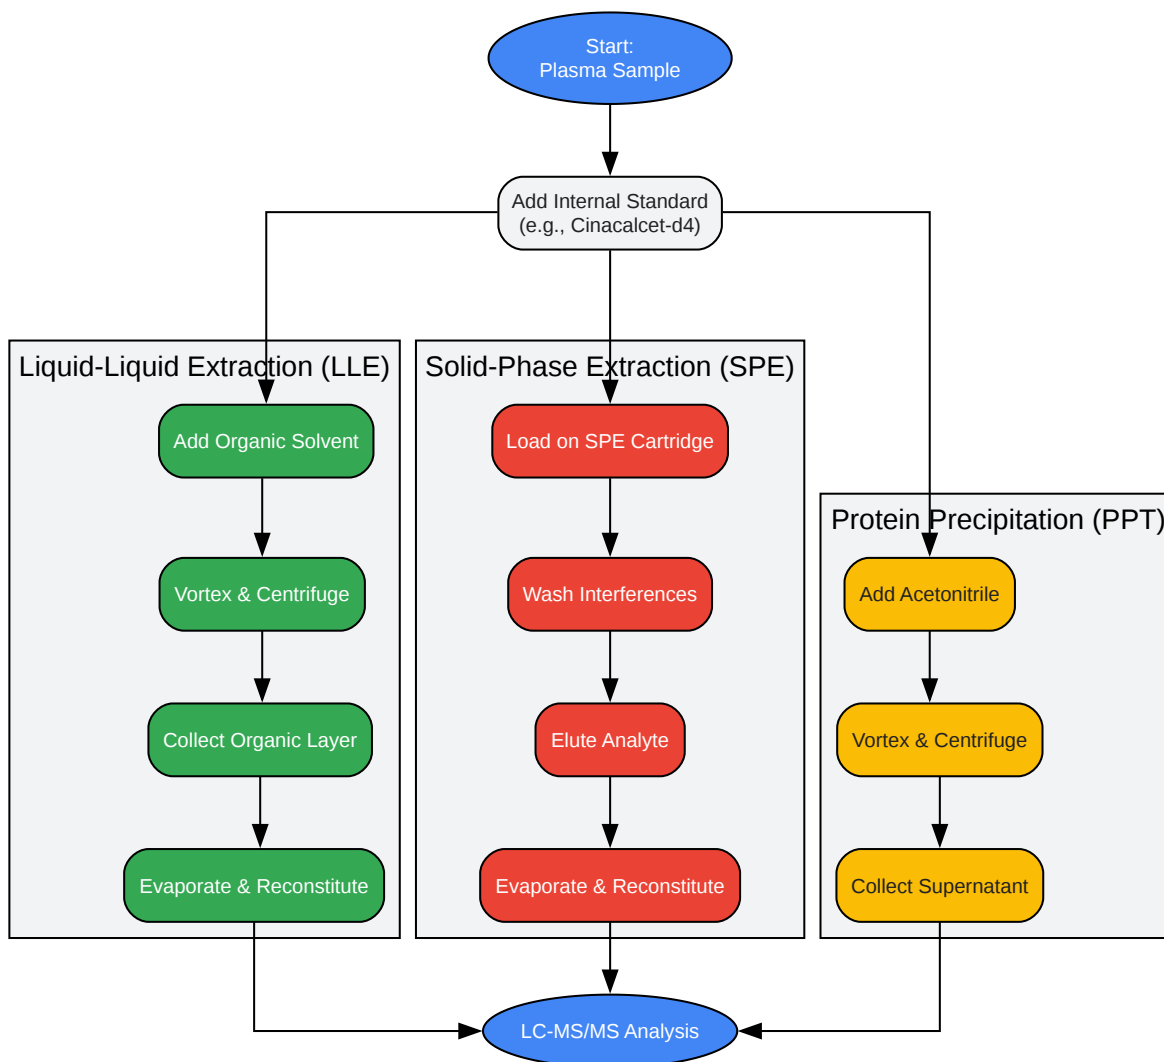 Start:
Plasma Sample
Add Internal Standard
(e.g., Cinacalcet-d4)
Liquid-Liquid Extraction (LLE)
Add Organic Solvent
Vortex & Centrifuge
Collect Organic Layer
Evaporate & Reconstitute
Solid-Phase Extraction (SPE)
Load on SPE Cartridge
Wash Interferences
Elute Analyte
Evaporate & Reconstitute
Protein Precipitation (PPT)
Add Acetonitrile
Vortex & Centrifuge
Collect Supernatant
LC-MS/MS Analysis